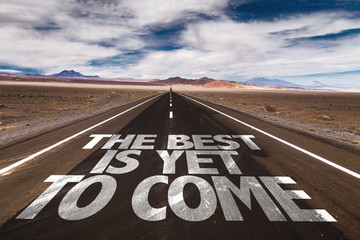 THE BEST
IS YET
TO COME